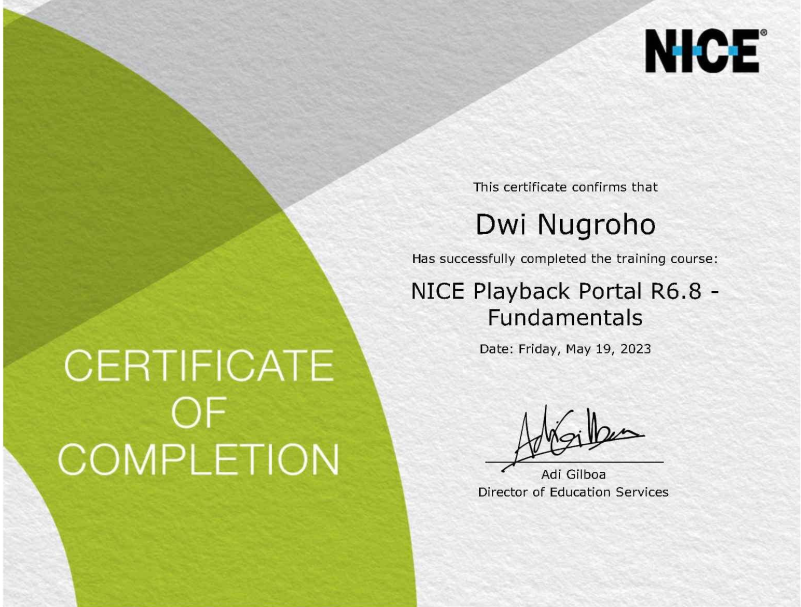 NICE®
This certificate confirms that
Dwi Nugroho
Has successfully completed the training course:
NICE Playback Portal R6.8 -
Fundamentals
Date: Friday, May 19, 2023
CERTIFICATE
OF
COMPLETION
Adi Gilboa
Adi Gilboa
Director of Education Services